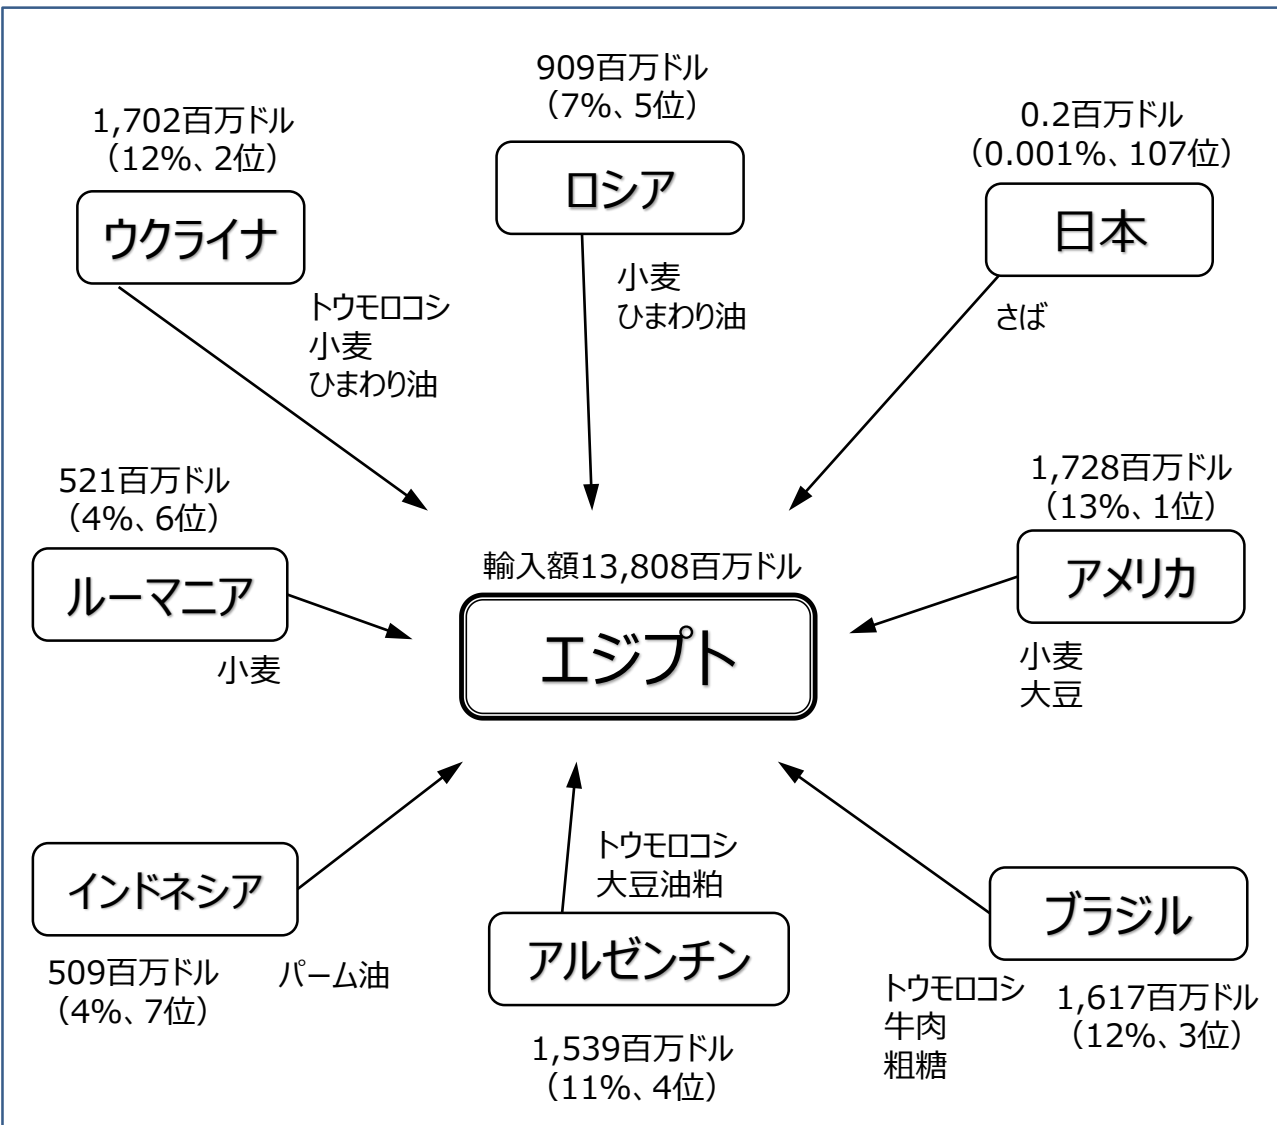 909百万ドル
（7%、5位）
ロシア
小麦
ひまわり油
1,702百万ドル
（12%、2位）
ウクライナ
トウモロコシ
小麦
ひまわり油
0.2百万ドル
（0.001%、107位）
日本
さば
521百万ドル
（4%、6位）
ルーマニア
小麦
輸入額13,808百万ドル
エジプト
1,728百万ドル
（13%、1位）
アメリカ
小麦
大豆
インドネシア
509百万ドル
（4%、7位）
パーム油
トウモロコシ
大豆油粕
アルゼンチン
1,539百万ドル
（11%、4位）
ブラジル
トウモロコシ
牛肉
粗糖
1,617百万ドル
（12%、3位）